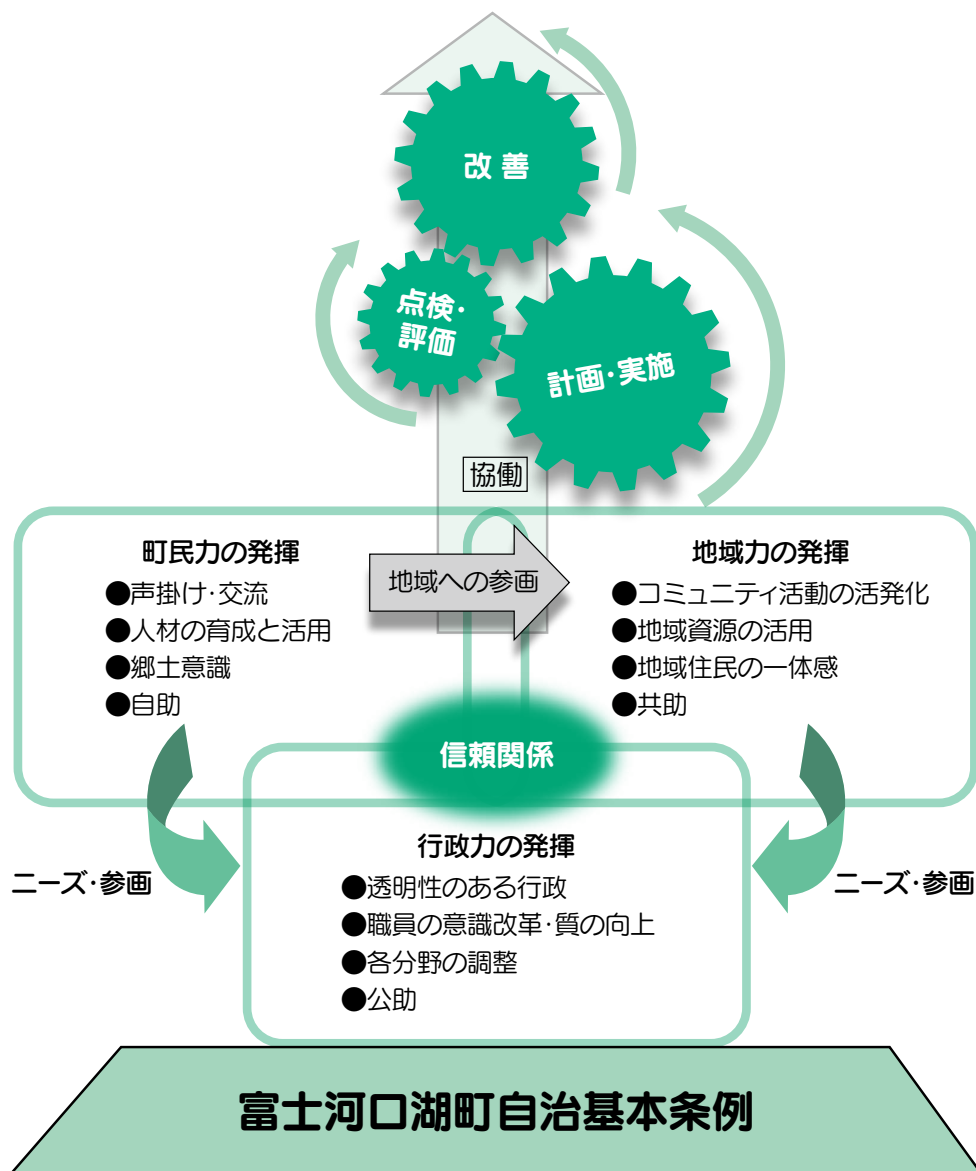 改善
点検・
評価
計画・実施
協働
町民力の発揮
●声掛け・交流
●人材の育成と活用
●郷土意識
●自助
地域への参画
地域力の発揮
●コミュニティ活動の活発化
●地域資源の活用
●地域住民の一体感
●共助
信頼関係
ニーズ・参画
行政力の発揮
●透明性のある行政
●職員の意識改革・質の向上
●各分野の調整
●公助
ニーズ・参画
富士河口湖町自治基本条例